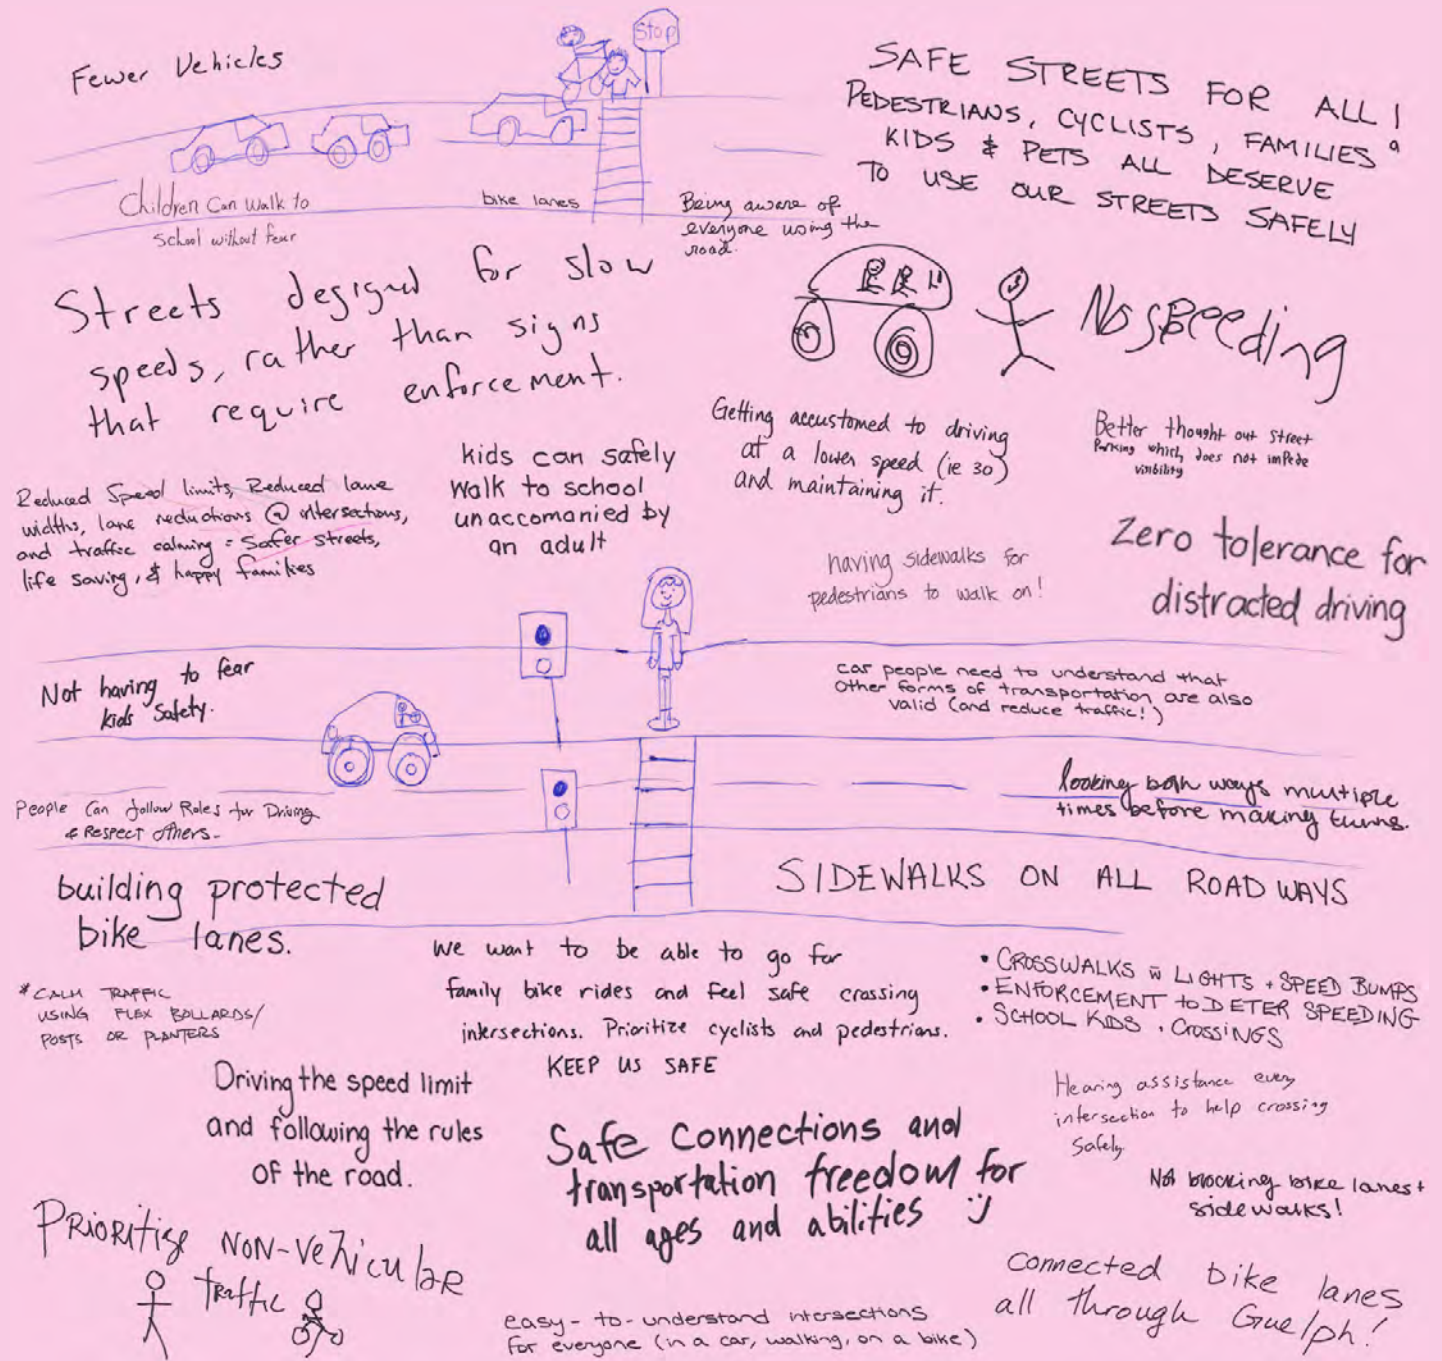 Fewer Vehicles
Stop
SAFE STREETS FOR ALL!
PEDESTRIANS, CYCLISTS, FAMILIES,
KIDS & PETS ALL DESERVE
TO USE OUR STREETS SAFELY
Children Can Walk to
school without fear
bike lanes
Being aware of
everyone using the
road.
Streets designed for slow
speeds, rather than signs
that require enforcement.
No speeding
Getting accustomed to driving
at a lower speed (ie 30)
and maintaining it.
Better thought out street
Parking which does not impede
visibility
Reduced Speed limits, Reduced lane
widths, lane reductions @ intersections,
and traffic calming = Safer streets,
life saving, & happy families
kids can safely
walk to school
unaccomanied by
an adult
having sidewalks for
pedestrians to walk on!
Zero tolerance for
distracted driving
Not having to fear
kids safety.
car people need to understand that
other forms of transportation are also
valid (and reduce traffic!)
looking both ways multiple
times before making turns.
People Can follow Roles for Driving
& Respect others.
SIDEWALKS ON ALL ROADWAYS
building protected
bike lanes.
We want to be able to go for
family bike rides and feel safe crossing
intersections. Prioritize cyclists and pedestrians.
KEEP US SAFE
• CROSSWALKS w̅ LIGHTS + SPEED BUMPS
• ENFORCEMENT to DETER SPEEDING
• SCHOOL KIDS . CROSSINGS
* CALM TRAFFIC
USING FLEX BOLLARDS/
POSTS OR PLANTERS
Driving the speed limit
and following the rules
of the road.
Hearing assistance every
intersection to help crossing
safely
Safe connections and
transportation freedom for
all ages and abilities :)
Not blocking bike lanes +
sidewalks!
PRIORITISE NON-VEHICULAR
TRAFFIC
easy-to-understand intersections
for everyone (in a car, walking, on a bike)
Connected bike lanes
all through Guelph!